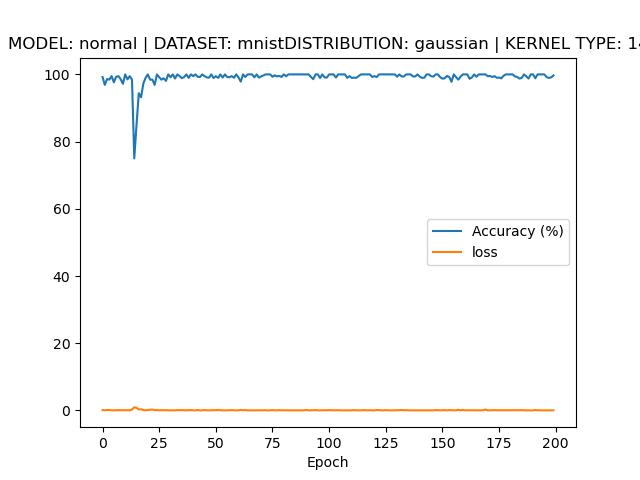 MODEL: normal | DATASET: mnistDISTRIBUTION: gaussian | KERNEL TYPE:
100
80
60
40
20
0
Accuracy (%)
loss
0 25 50 75 100 125 150 175 200
Epoch